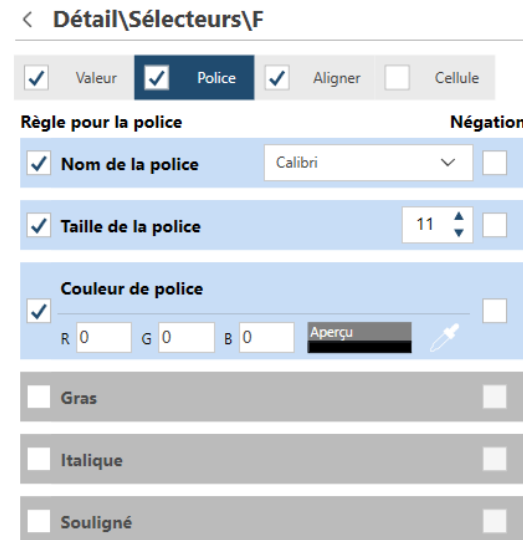 Détail\Sélecteurs\F
Valeur Police Aligner Cellule
Règle pour la police Négation
Nom de la police Calibri
Taille de la police 11
Couleur de police
R 0 G 0 B 0 Aperçu
Gras
Italique
Souligné